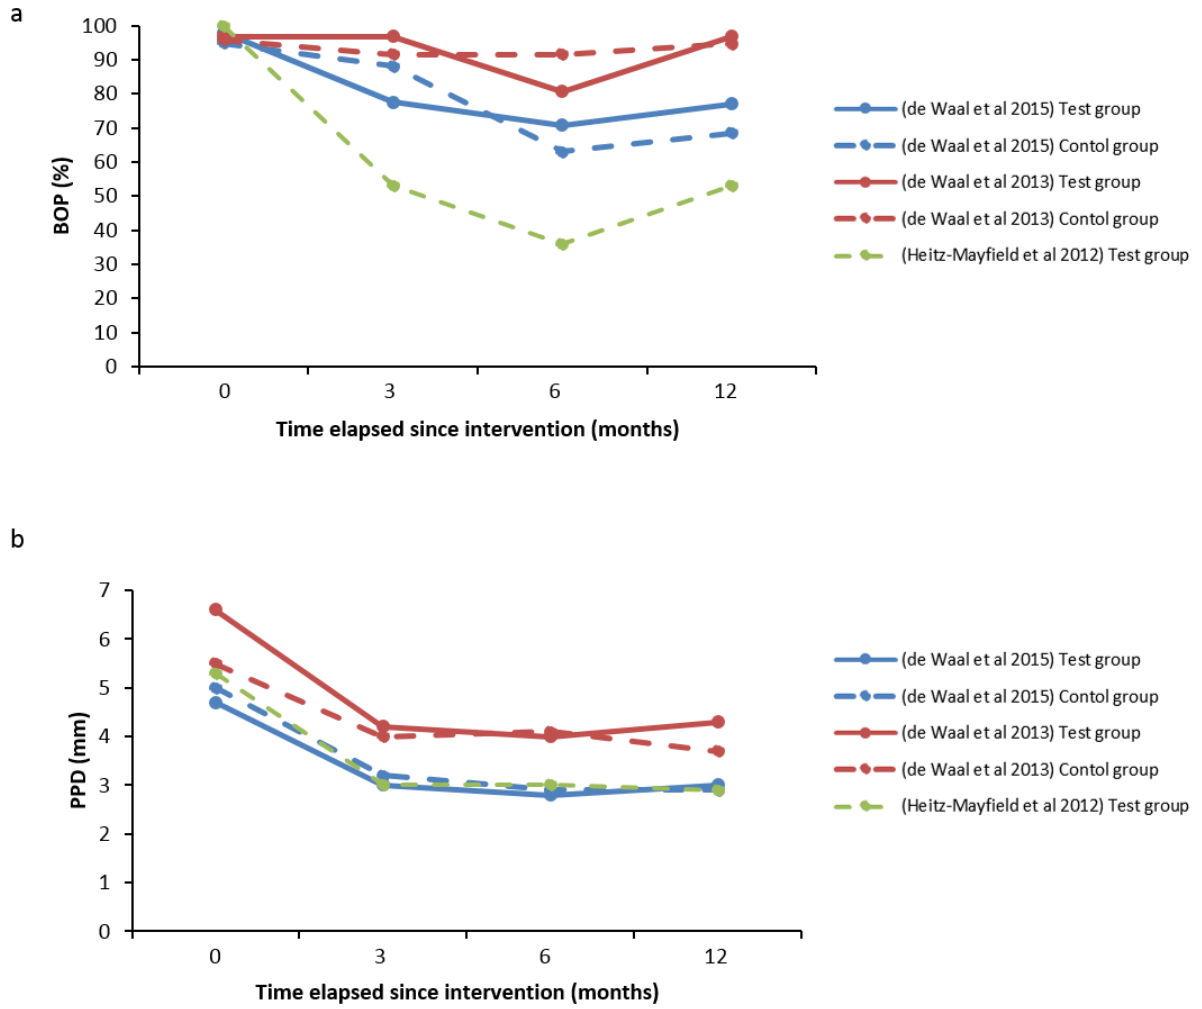 a
100
90
80
70
60
50
40
30
20
10
0
BOP (%)
0 3 6 12
Time elapsed since intervention (months)
(de Waal et al 2015) Test group
(de Waal et al 2015) Contol group
(de Waal et al 2013) Test group
(de Waal et al 2013) Contol group
(Heitz-Mayfield et al 2012) Test group
b
7
6
5
4
3
2
1
0
PPD (mm)
0 3 6 12
Time elapsed since intervention (months)
(de Waal et al 2015) Test group
(de Waal et al 2015) Contol group
(de Waal et al 2013) Test group
(de Waal et al 2013) Contol group
(Heitz-Mayfield et al 2012) Test group